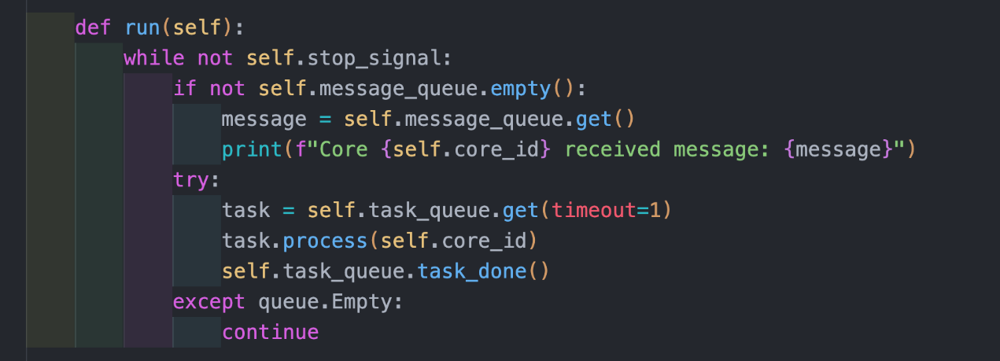 def run(self):
while not self.stop_signal:
if not self.message_queue.empty():
message = self.message_queue.get()
print(f"Core {self.core_id} received message: {message}")
try:
task = self.task_queue.get(timeout=1)
task.process(self.core_id)
self.task_queue.task_done()
except queue.Empty:
continue